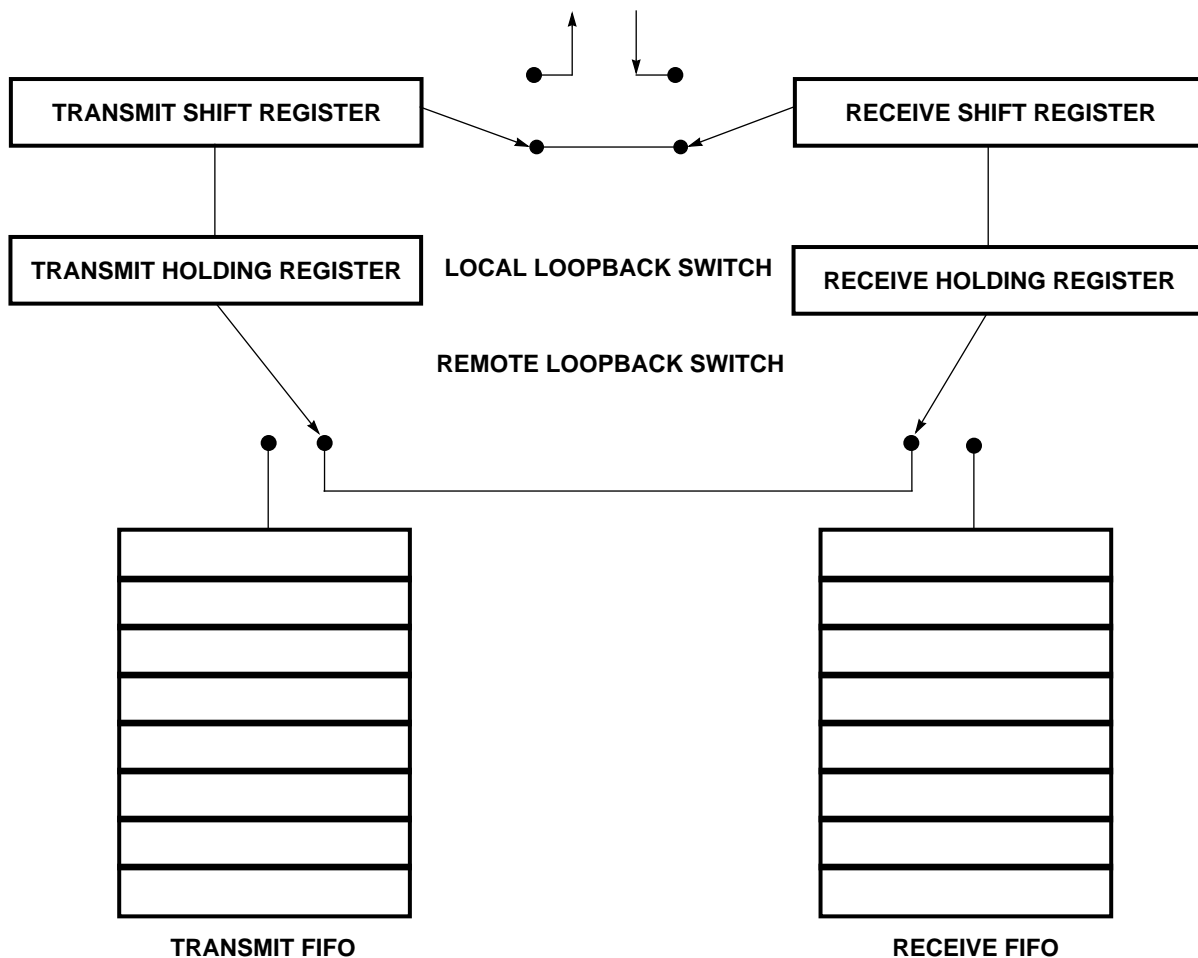 TRANSMIT SHIFT REGISTER
RECEIVE SHIFT REGISTER
TRANSMIT HOLDING REGISTER
LOCAL LOOPBACK SWITCH
RECEIVE HOLDING REGISTER
REMOTE LOOPBACK SWITCH
TRANSMIT FIFO
RECEIVE FIFO